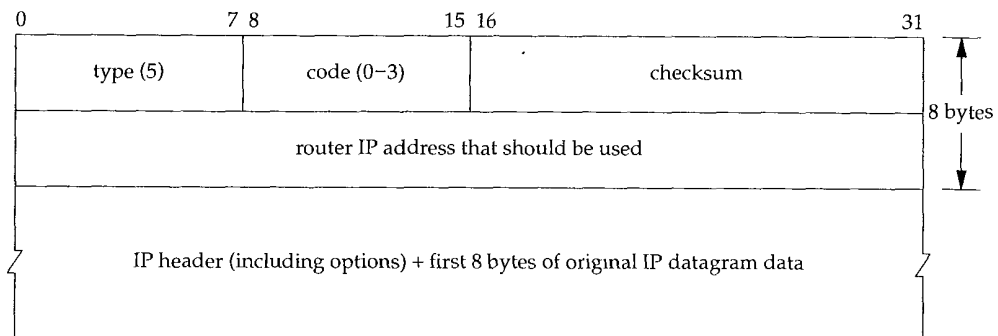 0 7 8 15 16 31
type (5) code (0–3) checksum
8 bytes
router IP address that should be used
IP header (including options) + first 8 bytes of original IP datagram data